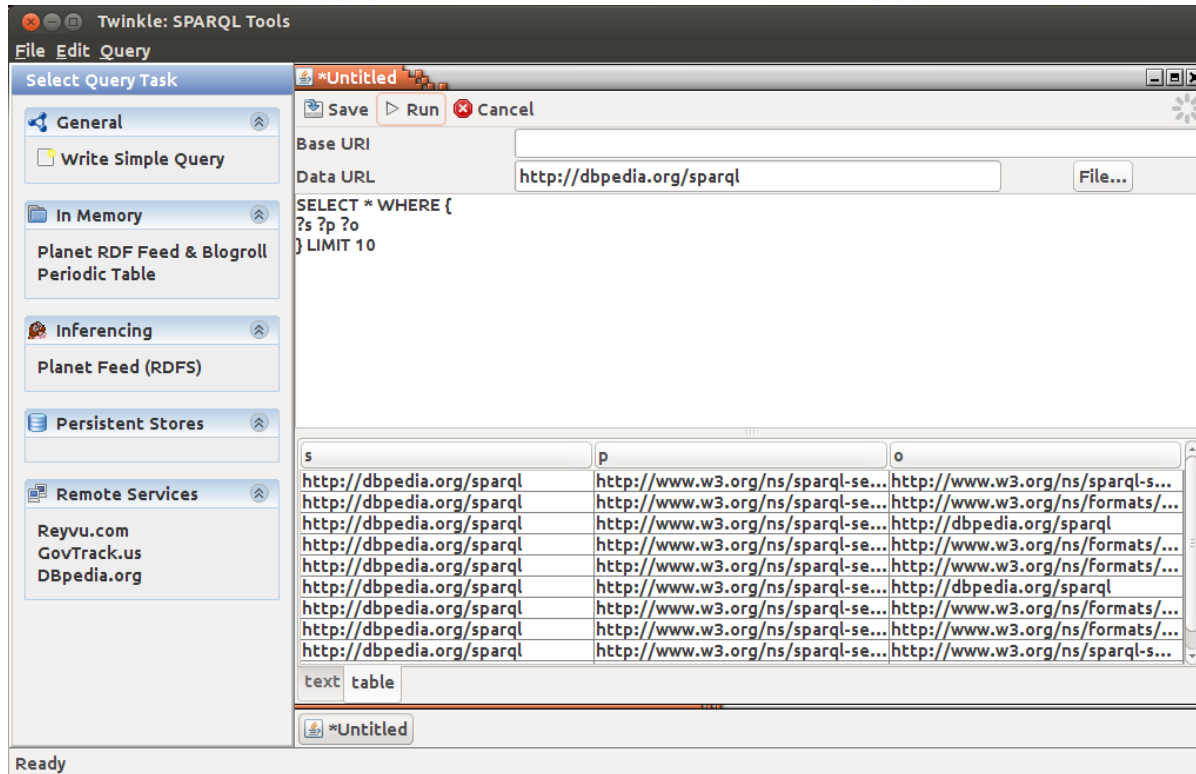 Twinkle: SPARQL Tools
File Edit Query
Select Query Task
General
Write Simple Query
In Memory
Planet RDF Feed & Blogroll
Periodic Table
Inferencing
Planet Feed (RDFS)
Persistent Stores
Remote Services
Reyvu.com
GovTrack.us
DBpedia.org
*Untitled
Save Run Cancel
Base URI
Data URL http://dbpedia.org/sparql File...
SELECT * WHERE {
?s ?p ?o
} LIMIT 10
s p o
http://dbpedia.org/sparql http://www.w3.org/ns/sparql-se... http://www.w3.org/ns/sparql-s...
http://dbpedia.org/sparql http://www.w3.org/ns/sparql-se... http://www.w3.org/ns/formats/...
http://dbpedia.org/sparql http://www.w3.org/ns/sparql-se... http://dbpedia.org/sparql
http://dbpedia.org/sparql http://www.w3.org/ns/sparql-se... http://www.w3.org/ns/formats/...
http://dbpedia.org/sparql http://www.w3.org/ns/sparql-se... http://www.w3.org/ns/formats/...
http://dbpedia.org/sparql http://www.w3.org/ns/sparql-se... http://dbpedia.org/sparql
http://dbpedia.org/sparql http://www.w3.org/ns/sparql-se... http://www.w3.org/ns/formats/...
http://dbpedia.org/sparql http://www.w3.org/ns/sparql-se... http://www.w3.org/ns/formats/...
http://dbpedia.org/sparql http://www.w3.org/ns/sparql-se... http://www.w3.org/ns/sparql-s...
text table
*Untitled
Ready